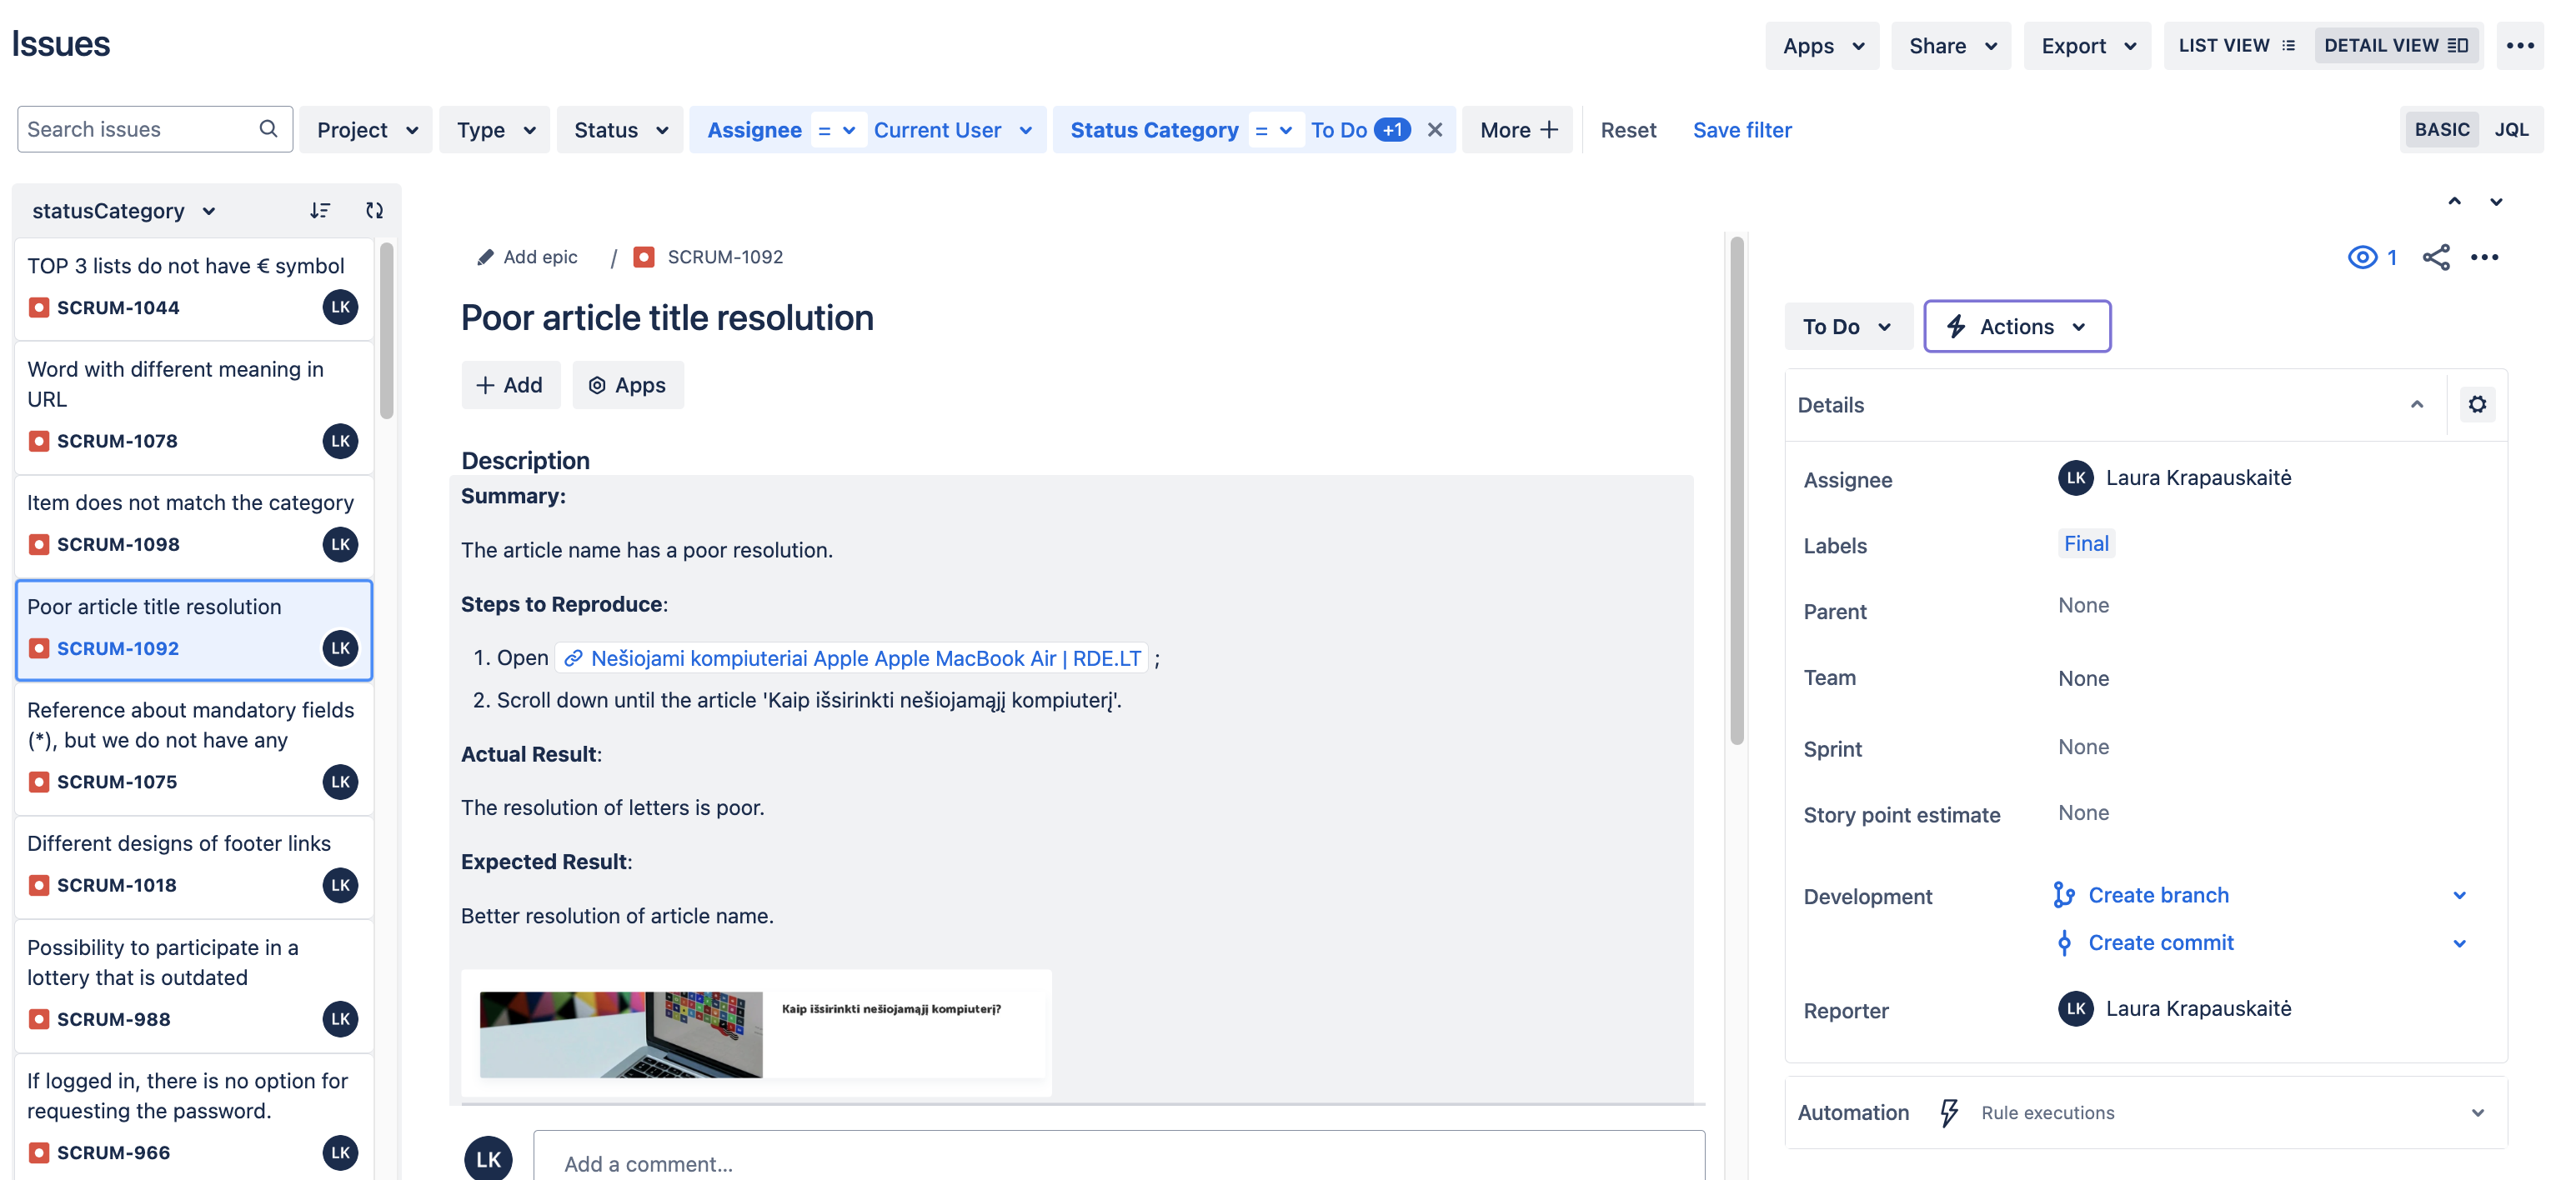 Issues
Apps
Share
Export
LIST VIEW
DETAIL VIEW
Search issues
Project
Type
Status
Assignee = Current User
Status Category = To Do +1
More
Reset
Save filter
BASIC
JQL
statusCategory
TOP 3 lists do not have € symbol
SCRUM-1044
LK
Word with different meaning in
URL
SCRUM-1078
LK
Item does not match the category
SCRUM-1098
LK
Poor article title resolution
SCRUM-1092
LK
Reference about mandatory fields
(*), but we do not have any
SCRUM-1075
LK
Different designs of footer links
SCRUM-1018
LK
Possibility to participate in a
lottery that is outdated
SCRUM-988
LK
If logged in, there is no option for
requesting the password.
SCRUM-966
LK
Add epic / SCRUM-1092
Poor article title resolution
Add
Apps
Description
Summary:
The article name has a poor resolution.
Steps to Reproduce:
1. Open Nešiojami kompiuteriai Apple Apple MacBook Air | RDE.LT ;
2. Scroll down until the article 'Kaip išsirinkti nešiojamąjį kompiuterį'.
Actual Result:
The resolution of letters is poor.
Expected Result:
Better resolution of article name.
Kaip išsirinkti nešiojamąjį kompiuterį?
LK
Add a comment...
1
To Do
Actions
Details
Assignee
LK
Laura Krapauskaitė
Labels
Final
Parent
None
Team
None
Sprint
None
Story point estimate
None
Development
Create branch
Create commit
Reporter
LK
Laura Krapauskaitė
Automation
Rule executions